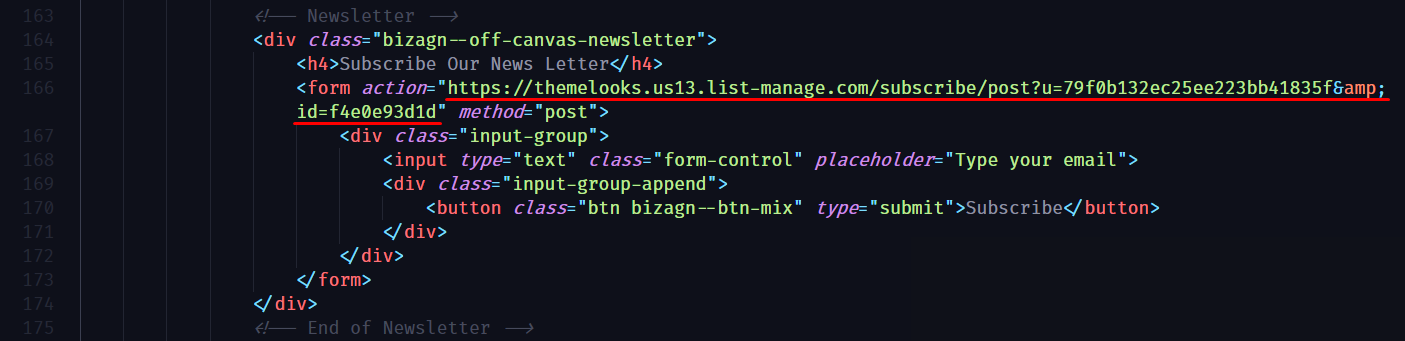 163 <!-- Newsletter -->
164 <div class="bizagn--off-canvas-newsletter">
165 <h4>Subscribe Our News Letter</h4>
166 <form action="https://themelooks.us13.list-manage.com/subscribe/post?u=79f0b132ec25ee223bb41835f&amp;
id=f4e0e93d1d" method="post">
167 <div class="input-group">
168 <input type="text" class="form-control" placeholder="Type your email">
169 <div class="input-group-append">
170 <button class="btn bizagn--btn-mix" type="submit">Subscribe</button>
171 </div>
172 </div>
173 </form>
174 </div>
175 <!-- End of Newsletter -->